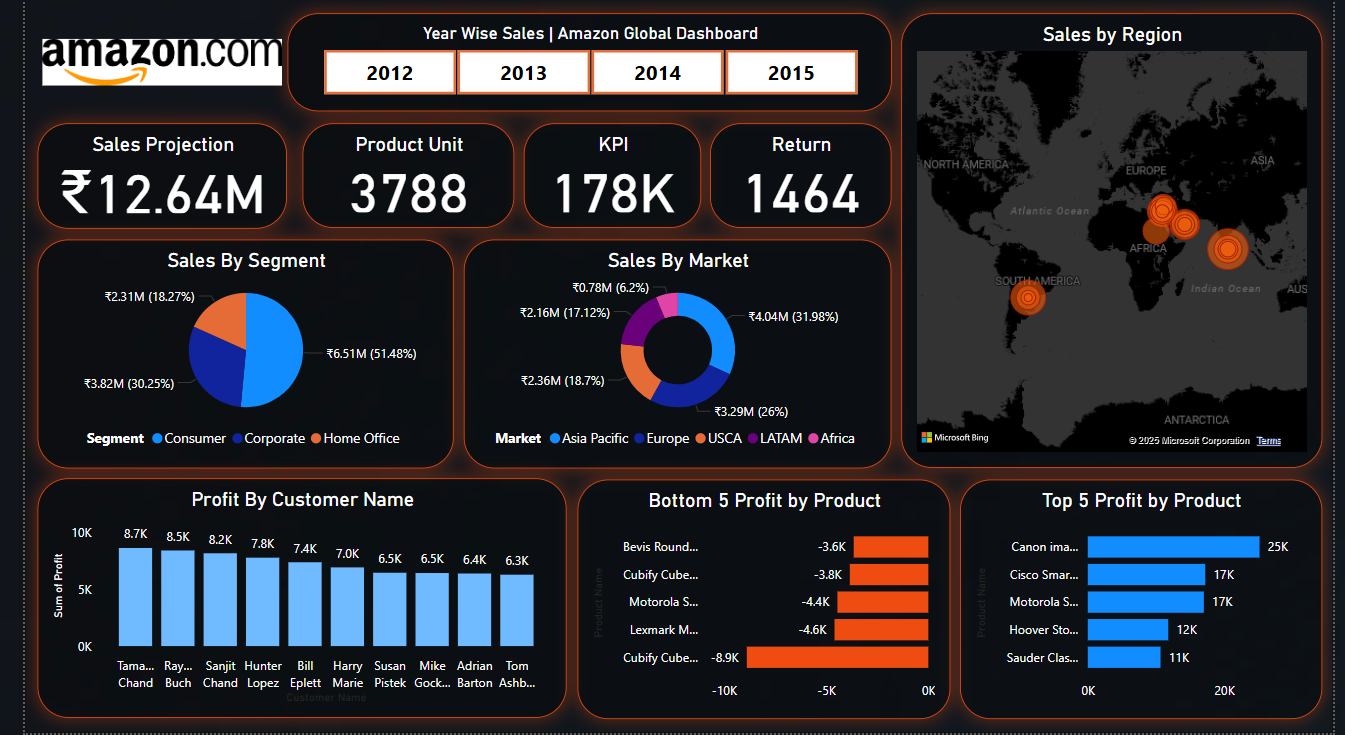 amazon.com
Year Wise Sales | Amazon Global Dashboard
2012
2013
2014
2015
Sales Projection
₹12.64M
Product Unit
3788
KPI
178K
Return
1464
Sales by Region
NORTH AMERICA
EUROPE
ASIA
Atlantic Ocean
AFRICA
SOUTH AMERICA
Indian Ocean
AUS
ANTARCTICA
Microsoft Bing
© 2025 Microsoft Corporation Terms
Sales By Segment
₹2.31M (18.27%)
₹6.51M (51.48%)
₹3.82M (30.25%)
Segment Consumer Corporate Home Office
Sales By Market
₹0.78M (6.2%)
₹2.16M (17.12%)
₹4.04M (31.98%)
₹2.36M (18.7%)
₹3.29M (26%)
Market Asia Pacific Europe USCA LATAM Africa
Profit By Customer Name
Sum of Profit
10K
5K
0K
8.7K
8.5K
8.2K
7.8K
7.4K
7.0K
6.5K
6.5K
6.4K
6.3K
Tama... Chand
Ray... Buch
Sanjit Chand
Hunter Lopez
Bill Eplett
Harry Marie
Susan Pistek
Mike Gock...
Adrian Barton
Tom Ashb...
Customer Name
Bottom 5 Profit by Product
Product Name
Bevis Round... -3.6K
Cubify Cube... -3.8K
Motorola S... -4.4K
Lexmark M... -4.6K
Cubify Cube... -8.9K
-10K -5K 0K
Top 5 Profit by Product
Product Name
Canon ima... 25K
Cisco Smar... 17K
Motorola S... 17K
Hoover Sto... 12K
Sauder Clas... 11K
0K 20K